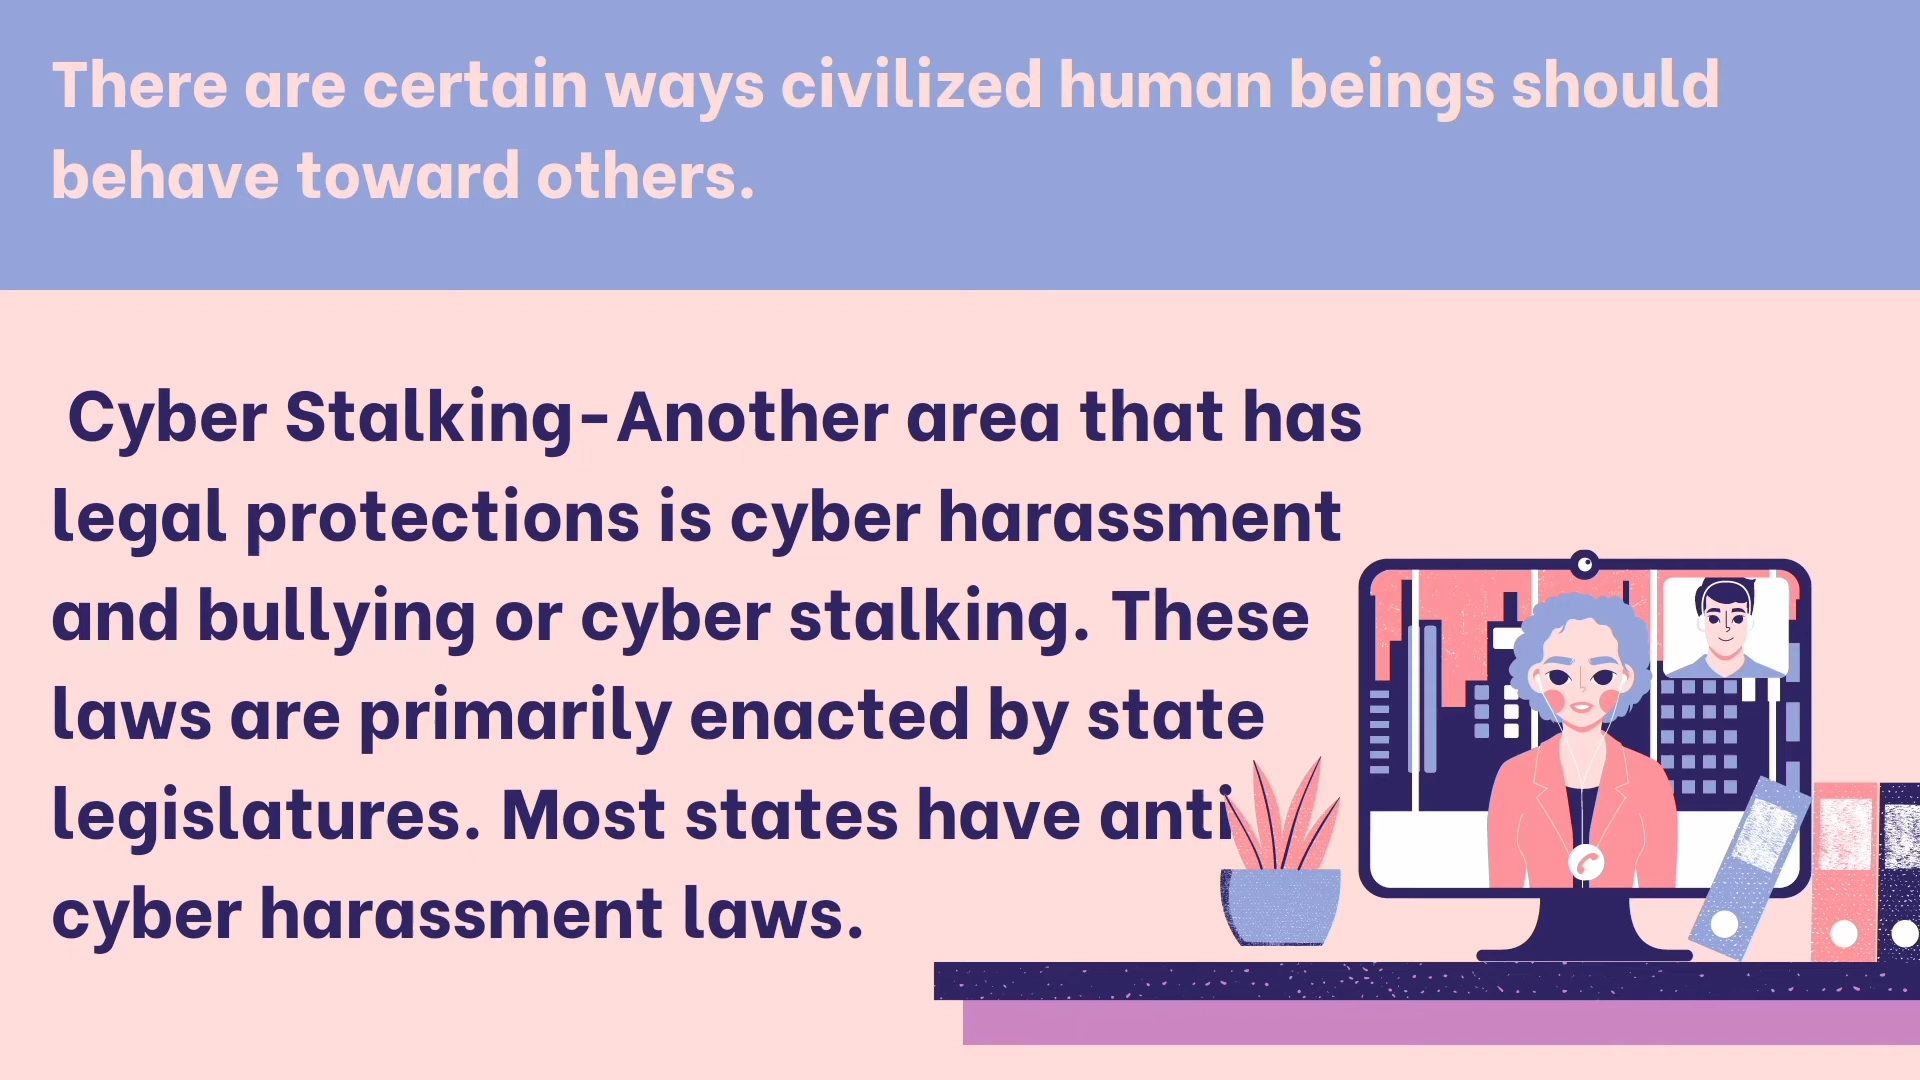 There are certain ways civilized human beings should
behave toward others.
Cyber Stalking-Another area that has
legal protections is cyber harassment
and bullying or cyber stalking. These
laws are primarily enacted by state
legislatures. Most states have anti
cyber harassment laws.